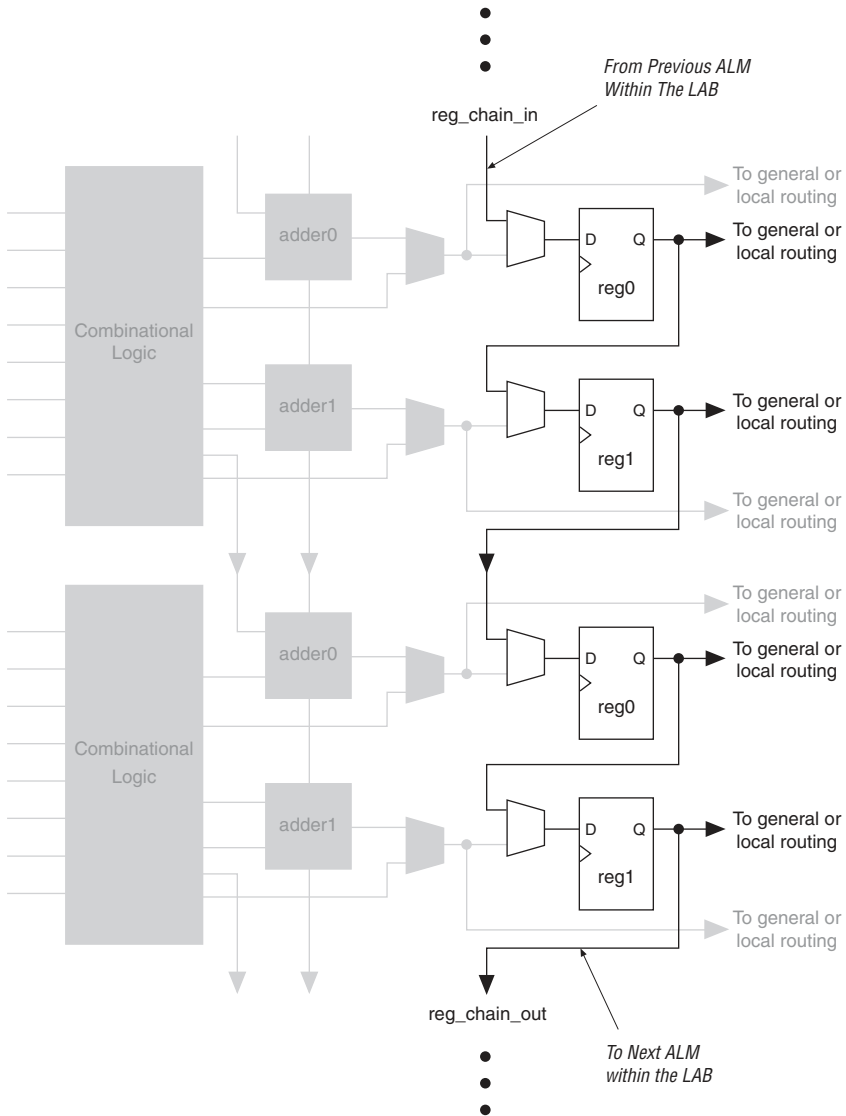 From Previous ALM
Within The LAB
reg_chain_in
To general or
local routing
adder0
D Q
To general or
local routing
reg0
Combinational
Logic
adder1
D Q
To general or
local routing
reg1
To general or
local routing
To general or
local routing
adder0
D Q
To general or
local routing
reg0
Combinational
Logic
adder1
D Q
To general or
local routing
reg1
To general or
local routing
reg_chain_out
To Next ALM
within the LAB